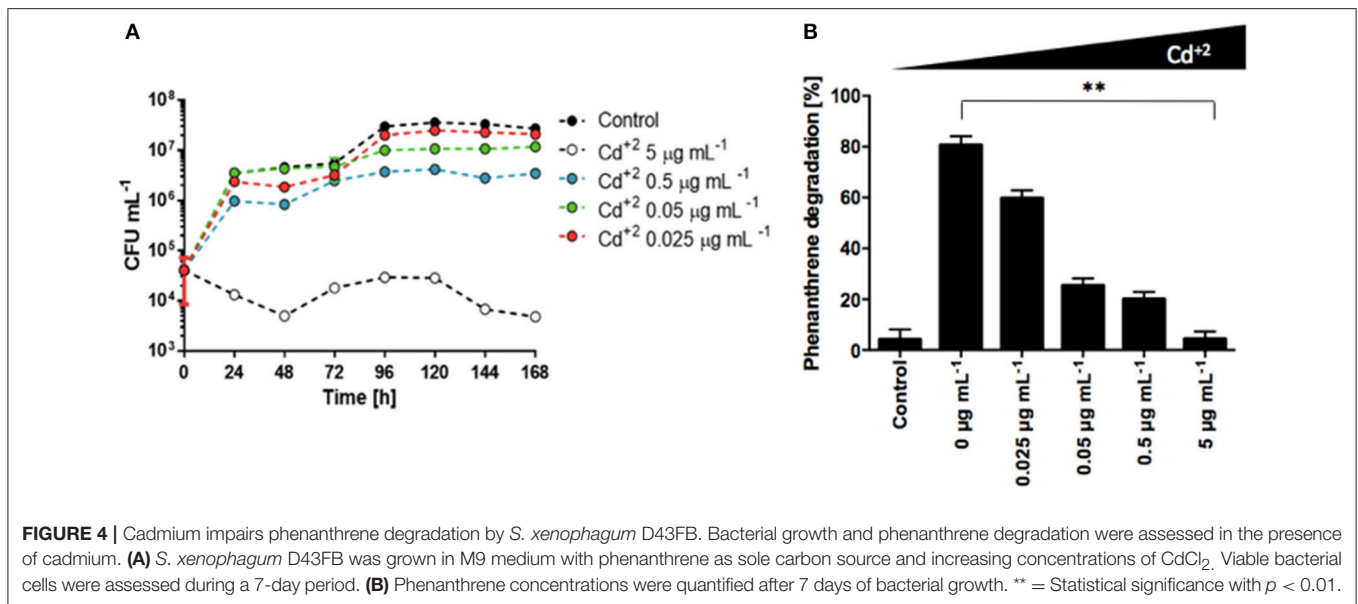 A
CFU mL⁻¹
10⁸
10⁷
10⁶
10⁵
10⁴
10³
0 24 48 72 96 120 144 168
Time [h]
Control
Cd⁺² 5 µg mL⁻¹
Cd⁺² 0.5 µg mL⁻¹
Cd⁺² 0.05 µg mL⁻¹
Cd⁺² 0.025 µg mL⁻¹
B
Cd⁺²
**
Phenanthrene degradation [%]
100
80
60
40
20
0
Control
0 µg mL⁻¹
0.025 µg mL⁻¹
0.05 µg mL⁻¹
0.5 µg mL⁻¹
5 µg mL⁻¹
FIGURE 4 | Cadmium impairs phenanthrene degradation by S. xenophagum D43FB. Bacterial growth and phenanthrene degradation were assessed in the presence
of cadmium. (A) S. xenophagum D43FB was grown in M9 medium with phenanthrene as sole carbon source and increasing concentrations of CdCl₂. Viable bacterial
cells were assessed during a 7-day period. (B) Phenanthrene concentrations were quantified after 7 days of bacterial growth. ** = Statistical significance with p < 0.01.